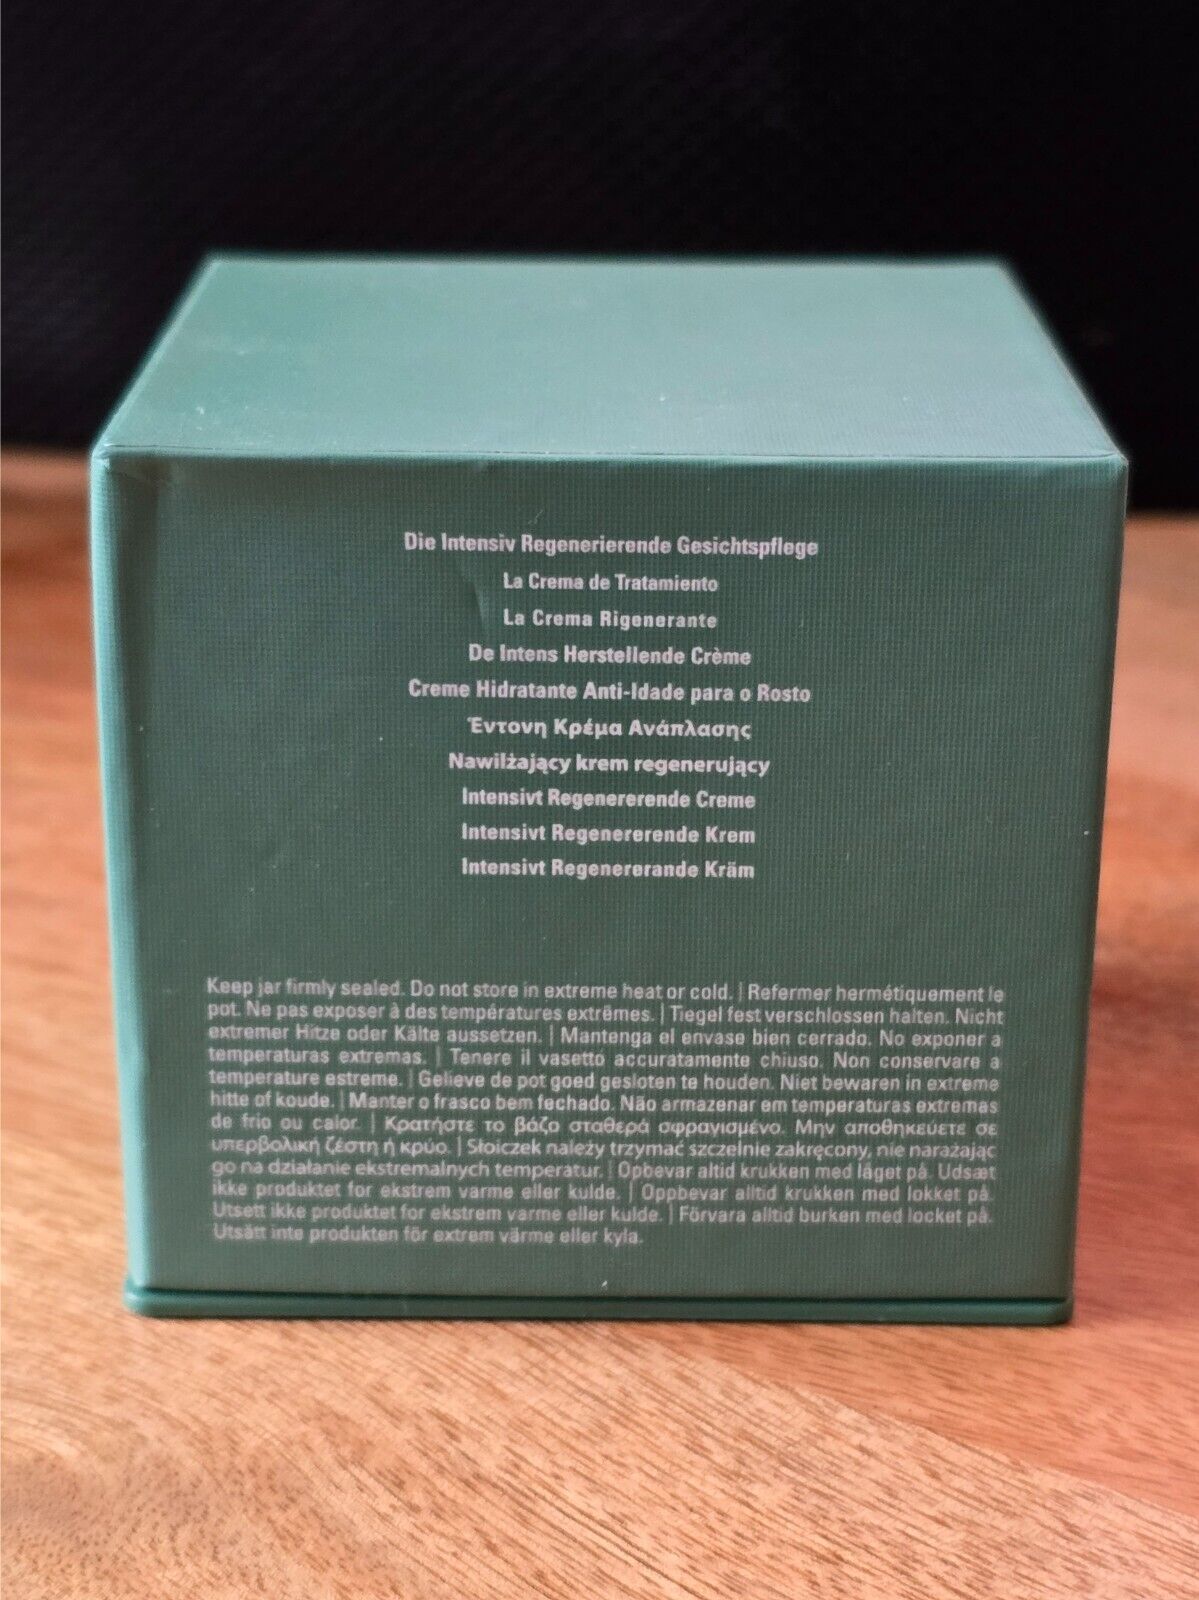 Die Intensiv Regenerierende Gesichtspflege
La Crema de Tratamiento
La Crema Rigenerante
De Intens Herstellende Crème
Creme Hidratante Anti-Idade para o Rosto
Έντονη Κρέμα Ανάπλασης
Nawilżający krem regenerujący
Intensivt Regenererende Creme
Intensivt Regenererende Krem
Intensivt Regenererande Kräm
Keep jar firmly sealed. Do not store in extreme heat or cold. | Refermer hermétiquement le
pot. Ne pas exposer à des températures extrêmes. | Tiegel fest verschlossen halten. Nicht
extremer Hitze oder Kälte aussetzen. | Mantenga el envase bien cerrado. No exponer a
temperaturas extremas. | Tenere il vasetto accuratamente chiuso. Non conservare a
temperature estreme. | Gelieve de pot goed gesloten te houden. Niet bewaren in extreme
hitte of koude. | Manter o frasco bem fechado. Não armazenar em temperaturas extremas
de frio ou calor. | Κρατήστε το βάζο σταθερά σφραγισμένο. Μην αποθηκεύετε σε
υπερβολική ζέστη ή κρύο. | Słoiczek należy trzymać szczelnie zakręcony, nie narażając
go na działanie ekstremalnych temperatur. | Opbevar altid krukken med låget på. Udsæt
ikke produktet for ekstrem varme eller kulde. | Oppbevar alltid krukken med lokket på.
Utsett ikke produktet for ekstrem varme eller kulde. | Förvara alltid burken med locket på.
Utsätt inte produkten för extrem värme eller kyla.